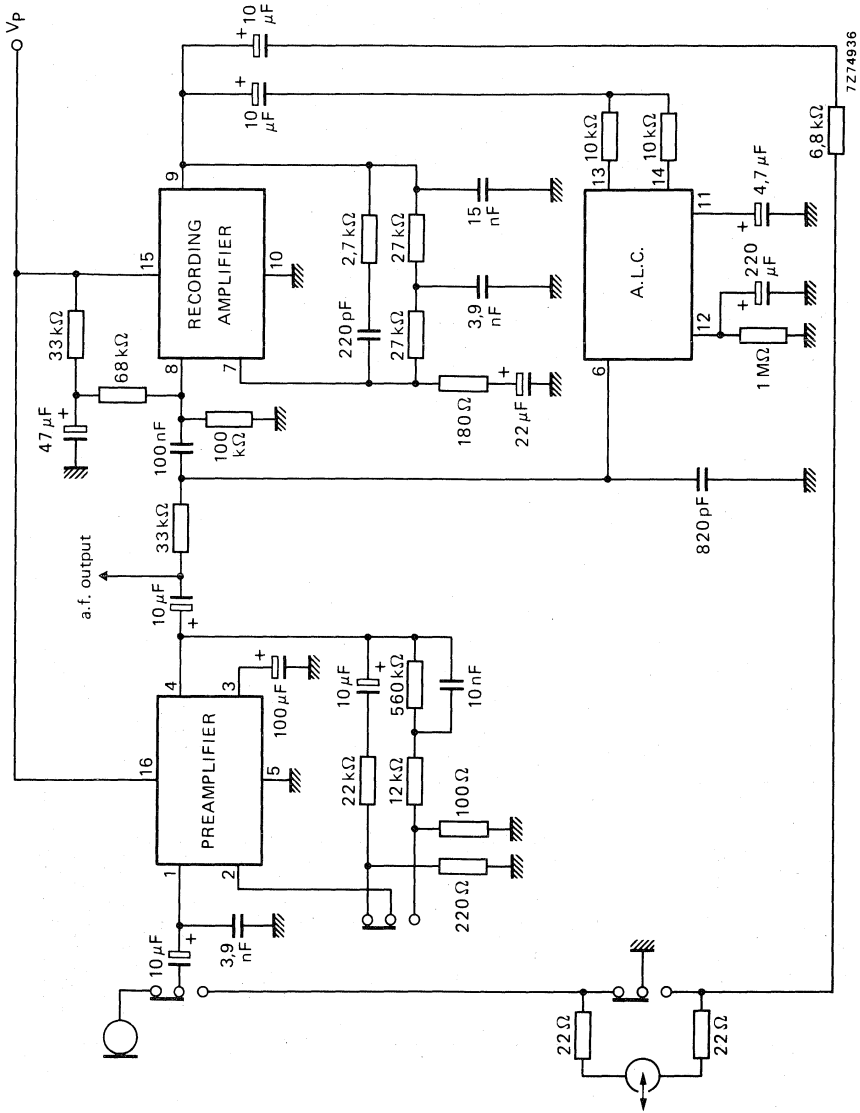 10 μF
3,9
nF
1
2
PREAMPLIFIER
16
5
4
3
100 μF
+
+
10 μF
+
22 kΩ
12 kΩ
560 kΩ
10 nF
220 Ω
100 Ω
a.f. output
10 μF
+
33 kΩ
100 nF
100
kΩ
47 μF
+
68 kΩ
33 kΩ
8
7
RECORDING
AMPLIFIER
15
10
9
220 pF
2,7 kΩ
27 kΩ
27 kΩ
3,9
nF
15
nF
180 Ω
22 μF
+
VP
10
μF
+
10
μF
+
820 pF
6
A.L.C.
13
14
10 kΩ
10 kΩ
12
11
1 MΩ
220
μF
+
4,7 μF
+
6,8 kΩ
22 Ω
22 Ω
7Z74936